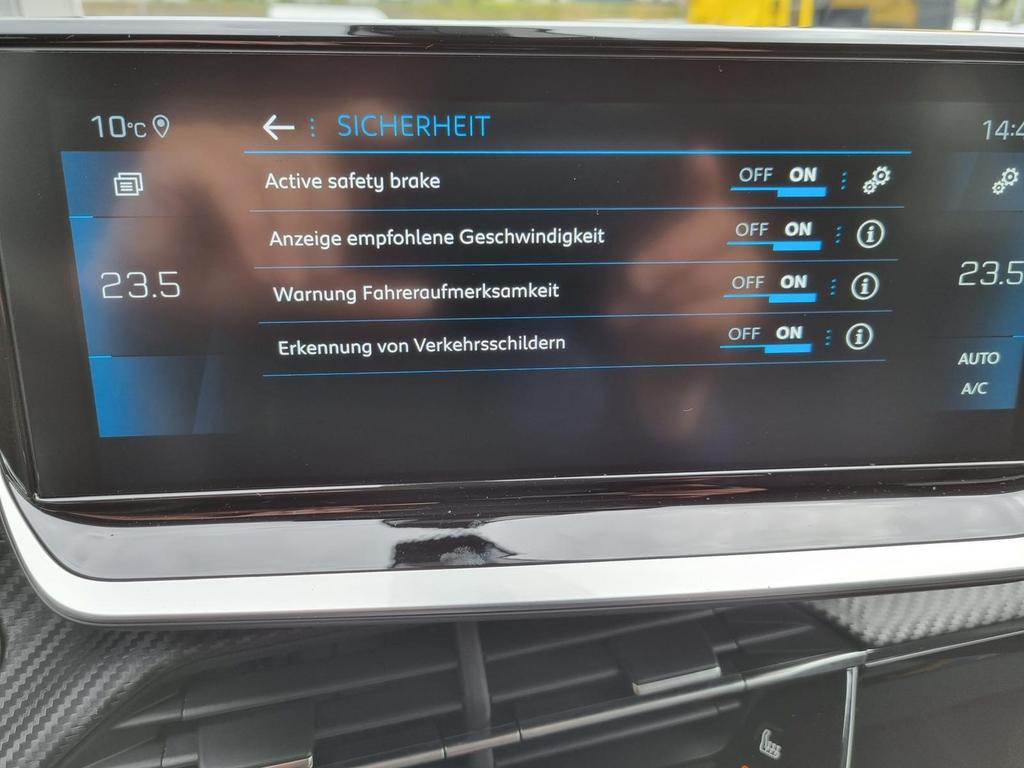 10°C
SICHERHEIT
14:4
Active safety brake OFF ON
Anzeige empfohlene Geschwindigkeit OFF ON i
23.5
23.5
Warnung Fahreraufmerksamkeit OFF ON i
Erkennung von Verkehrsschildern OFF ON i
AUTO
A/C